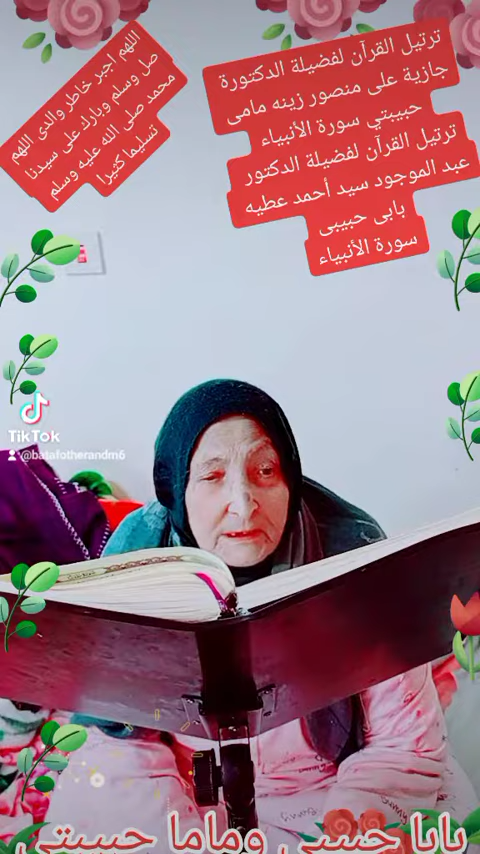 ترتيل القرآن لفضيلة الدكتورة
جازية على منصور زينه مامى
حبيبتي سورة الأنبياء
ترتيل القرآن لفضيلة الدكتور
عبد الموجود سيد أحمد عطيه
بابى حبيبى
سورة الأنبياء
اللهم اجبر خاطر والدى اللهم
صل وسلم وبارك على سيدنا
محمد صلى الله عليه وسلم
تسليما كثيرا
TikTok
@batafotherandm6
بابا حبيبي وماما حبيبتي